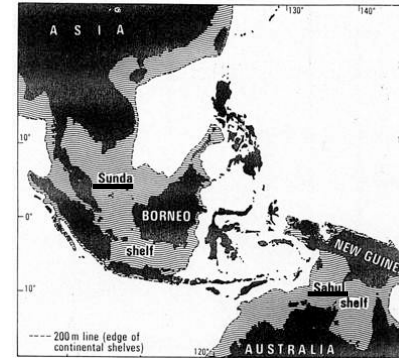 130°
140°
ASIA
10°
Sunda
BORNEO
0°
shelf
NEW GUINE
Sahul
shelf
10°
---- 200 m line (edge of
continental shelves)
120°
AUSTRALIA